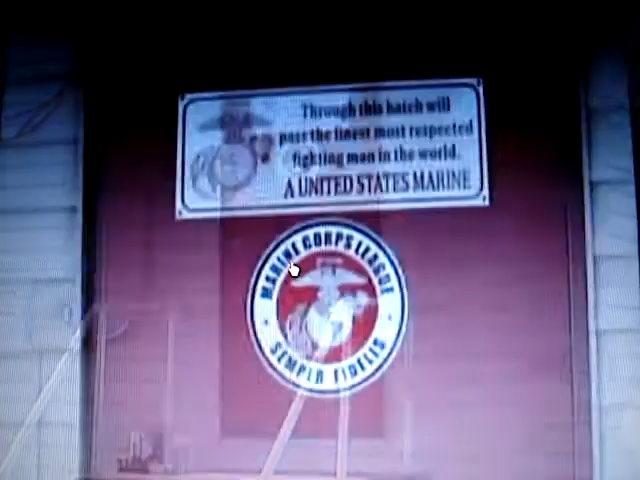 Through this hatch will
pass the finest most respected
fighting man in the world.
A UNITED STATES MARINE
MARINE CORPS LEAGUE
SEMPER FIDELIS